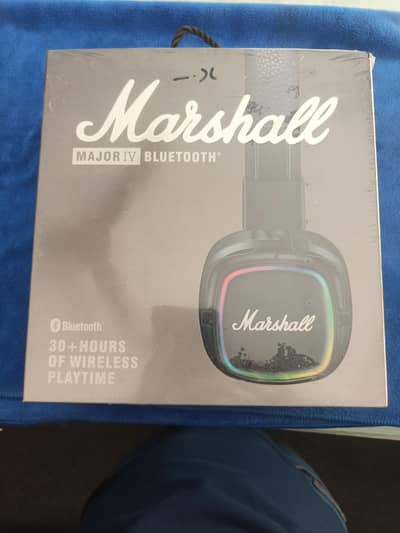 Marshall
MAJOR IV BLUETOOTH®
Marshall
Bluetooth®
30+HOURS
OF WIRELESS
PLAYTIME